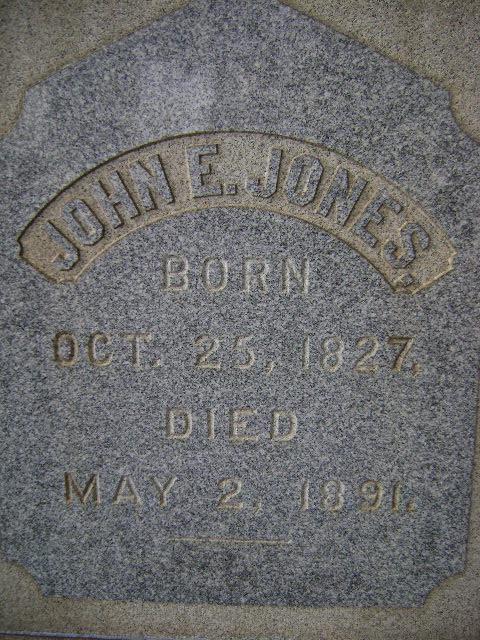 JOHN E. JONES.
BORN
OCT. 25, 1827,
DIED
MAY 2, 1891.